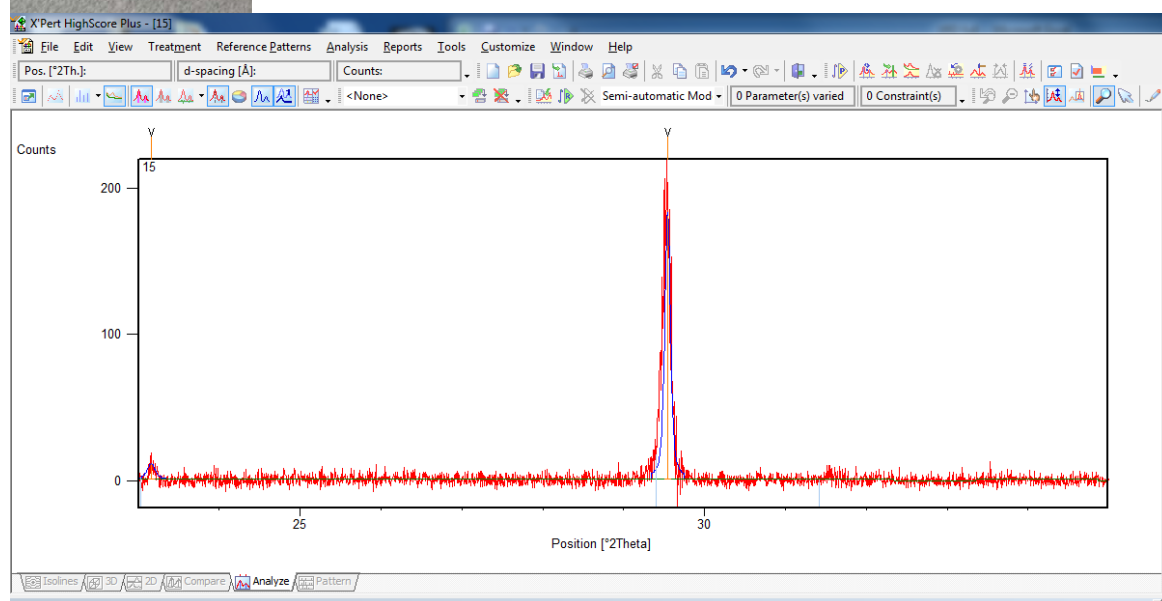 X'Pert HighScore Plus - [15]
File Edit View Treatment Reference Patterns Analysis Reports Tools Customize Window Help
Pos. [°2Th.]: d-spacing [Å]: Counts:
<None> Semi-automatic Mod 0 Parameter(s) varied 0 Constraint(s)
Counts
15
200
100
0
25 30
Position [°2Theta]
Isolines 3D 2D Compare Analyze Pattern